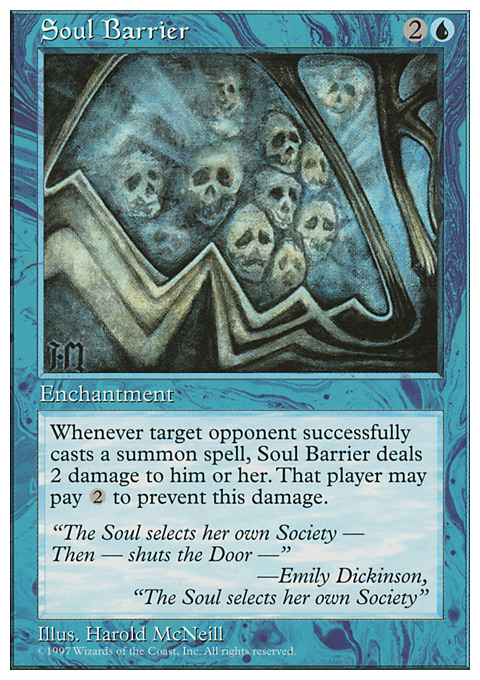 Soul Barrier 2
Enchantment
Whenever target opponent successfully
casts a summon spell, Soul Barrier deals
2 damage to him or her. That player may
pay 2 to prevent this damage.
“The Soul selects her own Society —
Then — shuts the Door —”
—Emily Dickinson,
“The Soul selects her own Society”
Illus. Harold McNeill
©1997 Wizards of the Coast, Inc. All rights reserved.